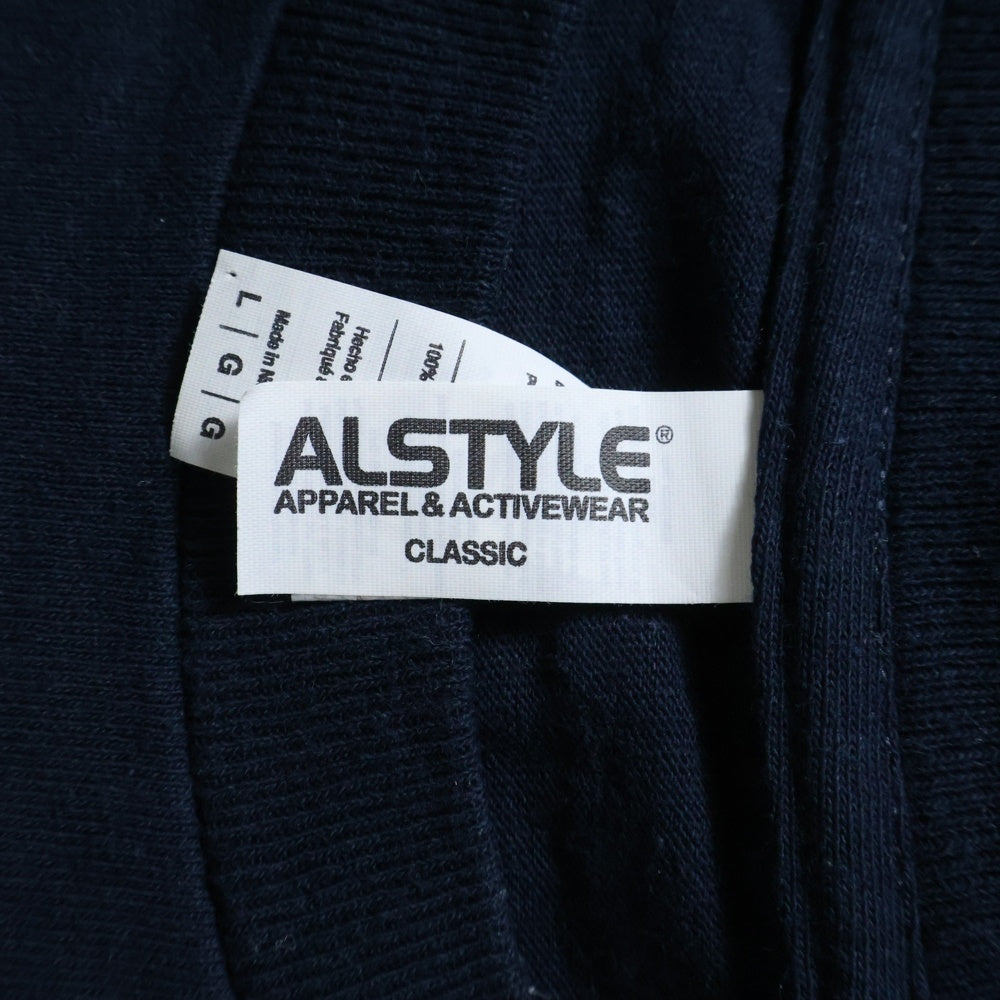 ALSTYLE®
APPAREL & ACTIVEWEAR
CLASSIC
L | G | G
Made in
Hecho
Fabriqué
100%